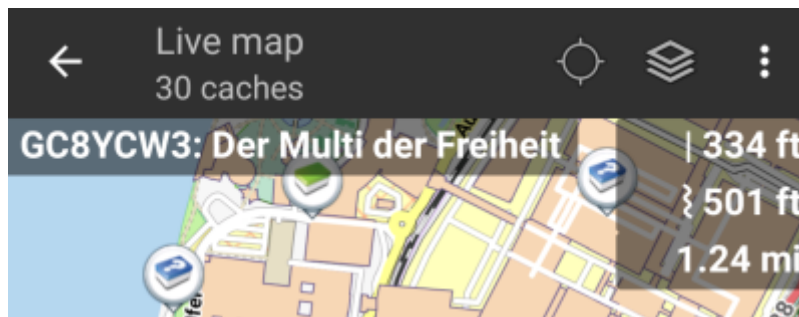 Live map
30 caches
GC8YCW3: Der Multi der Freiheit
| 334 ft
501 ft
1.24 mi